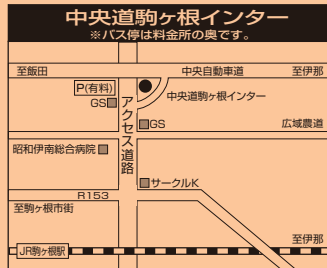 中央道駒ヶ根インター
※バス停は料金所の奥です。
至飯田
中央自動車道
至伊那
P(有料)
中央道駒ヶ根インター
GS
アクセス道路
GS
広域農道
昭和伊南総合病院
サークルK
R153
至駒ヶ根市街
至伊那
JR駒ヶ根駅